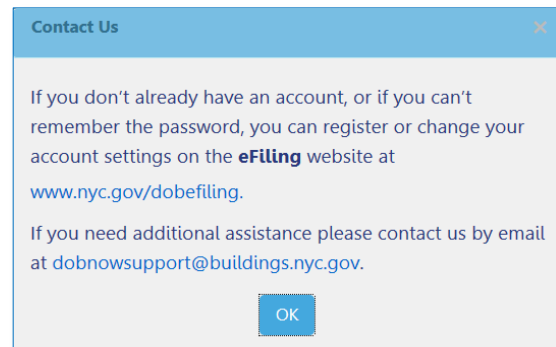 Contact Us
If you don't already have an account, or if you can't
remember the password, you can register or change your
account settings on the eFiling website at
www.nyc.gov/dobefiling.
If you need additional assistance please contact us by email
at dobnowsupport@buildings.nyc.gov.
OK